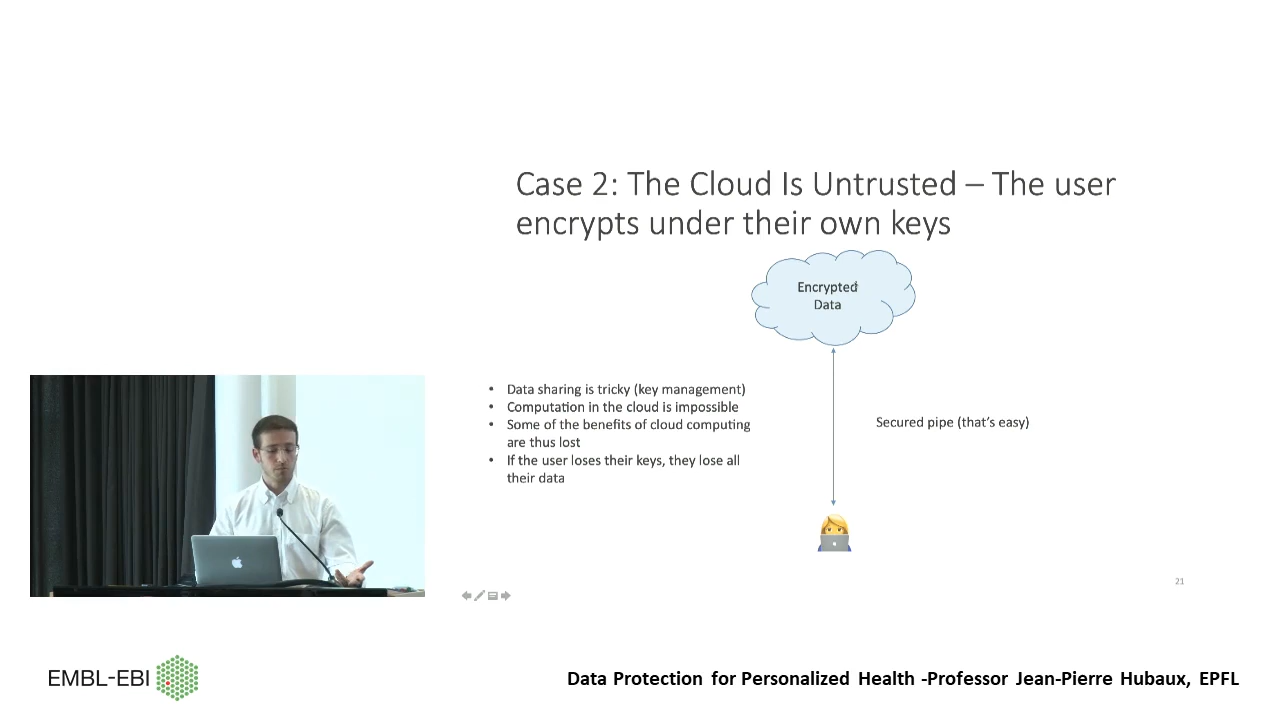 Case 2: The Cloud Is Untrusted – The user
encrypts under their own keys
Encrypted
Data
• Data sharing is tricky (key management)
• Computation in the cloud is impossible
• Some of the benefits of cloud computing
are thus lost
• If the user loses their keys, they lose all
their data
Secured pipe (that’s easy)
21
EMBL-EBI
Data Protection for Personalized Health -Professor Jean-Pierre Hubaux, EPFL